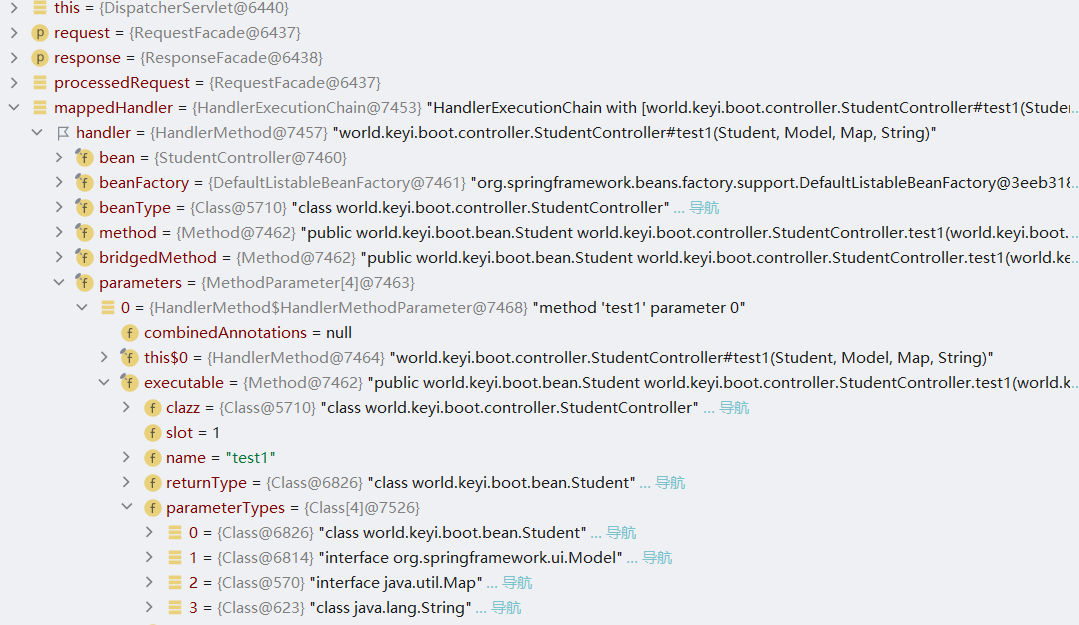 this = {DispatcherServlet@6440}
p request = {RequestFacade@6437}
p response = {ResponseFacade@6438}
processedRequest = {RequestFacade@6437}
mappedHandler = {HandlerExecutionChain@7453} "HandlerExecutionChain with [world.keyi.boot.controller.StudentController#test1(Stude...
handler = {HandlerMethod@7457} "world.keyi.boot.controller.StudentController#test1(Student, Model, Map, String)"
f bean = {StudentController@7460}
f beanFactory = {DefaultListableBeanFactory@7461} "org.springframework.beans.factory.support.DefaultListableBeanFactory@3eeb318...
f beanType = {Class@5710} "class world.keyi.boot.controller.StudentController" ... 导航
f method = {Method@7462} "public world.keyi.boot.bean.Student world.keyi.boot.controller.StudentController.test1(world.keyi.boot....
f bridgedMethod = {Method@7462} "public world.keyi.boot.bean.Student world.keyi.boot.controller.StudentController.test1(world.ke...
f parameters = {MethodParameter[4]@7463}
0 = {HandlerMethod$HandlerMethodParameter@7468} "method 'test1' parameter 0"
f combinedAnnotations = null
f this$0 = {HandlerMethod@7464} "world.keyi.boot.controller.StudentController#test1(Student, Model, Map, String)"
f executable = {Method@7462} "public world.keyi.boot.bean.Student world.keyi.boot.controller.StudentController.test1(world.k...
f clazz = {Class@5710} "class world.keyi.boot.controller.StudentController" ... 导航
f slot = 1
f name = "test1"
f returnType = {Class@6826} "class world.keyi.boot.bean.Student" ... 导航
f parameterTypes = {Class[4]@7526}
0 = {Class@6826} "class world.keyi.boot.bean.Student" ... 导航
1 = {Class@6814} "interface org.springframework.ui.Model" ... 导航
2 = {Class@570} "interface java.util.Map" ... 导航
3 = {Class@623} "class java.lang.String" ... 导航